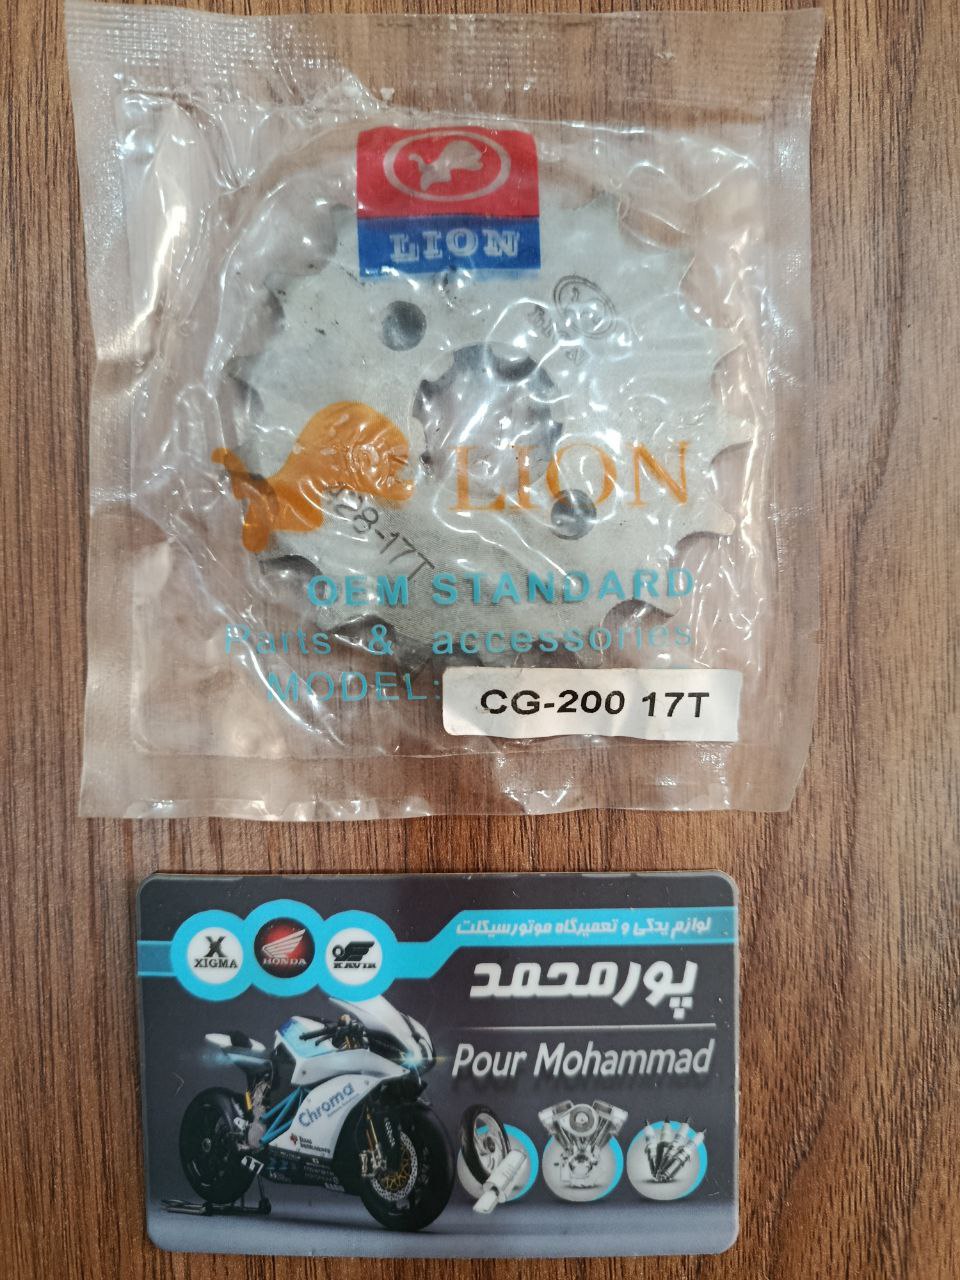 LION
LION
428-17T
OEM STANDARD
Parts & accessories
MODEL:
CG-200 17T
لوازم یدکی و تعمیرگاه موتورسیکلت
X
XIGMA
HONDA
KAVIR
پورمحمد
Pour Mohammad
Chroma